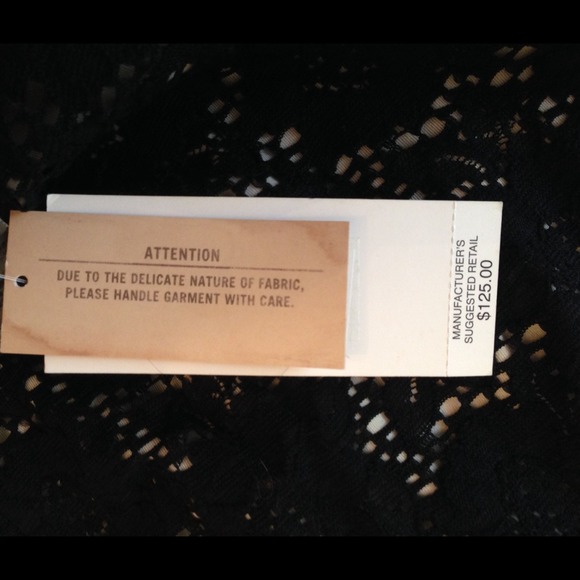 ATTENTION
DUE TO THE DELICATE NATURE OF FABRIC,
PLEASE HANDLE GARMENT WITH CARE.
MANUFACTURER'S
SUGGESTED RETAIL
$125.00